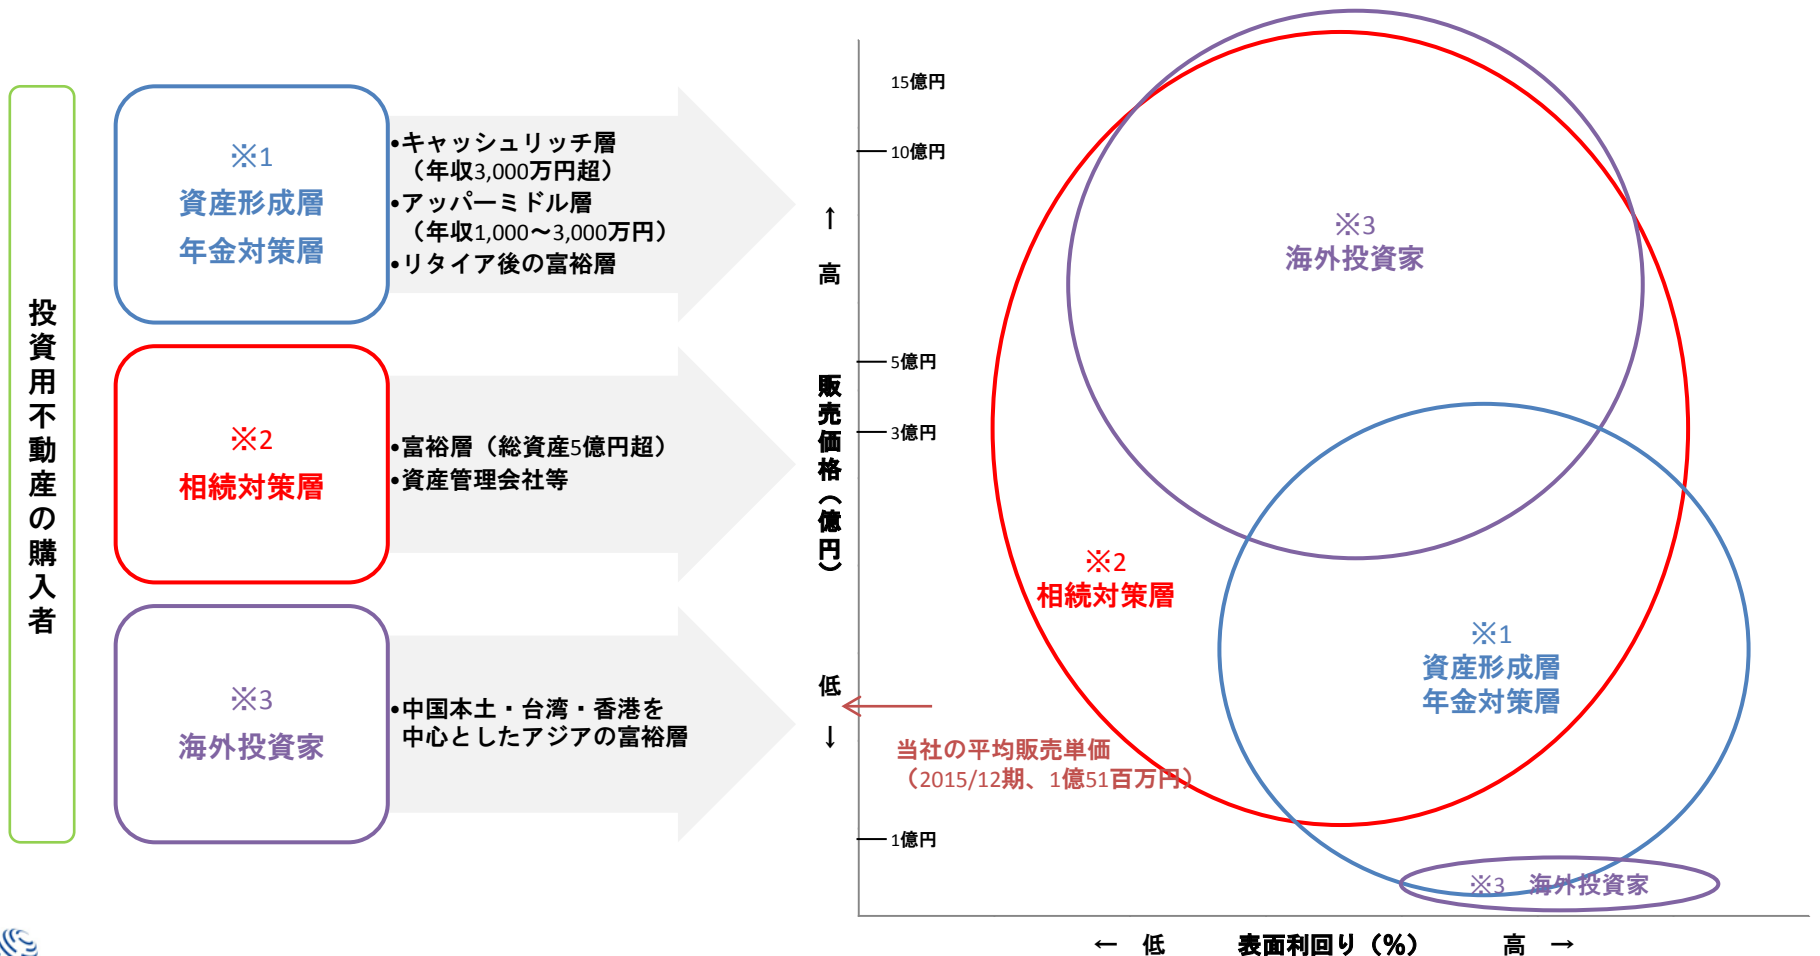 投資用不動産の購入者
※1
資産形成層
年金対策層
•キャッシュリッチ層
（年収3,000万円超）
•アッパーミドル層
（年収1,000～3,000万円）
•リタイア後の富裕層
※2
相続対策層
•富裕層（総資産5億円超）
•資産管理会社等
※3
海外投資家
•中国本土・台湾・香港を
中心としたアジアの富裕層
↑
高
販売価格（億円）
低
↓
15億円
10億円
5億円
3億円
1億円
※3
海外投資家
※2
相続対策層
※1
資産形成層
年金対策層
当社の平均販売単価
（2015/12期、1億51百万円）
※3 海外投資家
← 低 表面利回り（%） 高 →